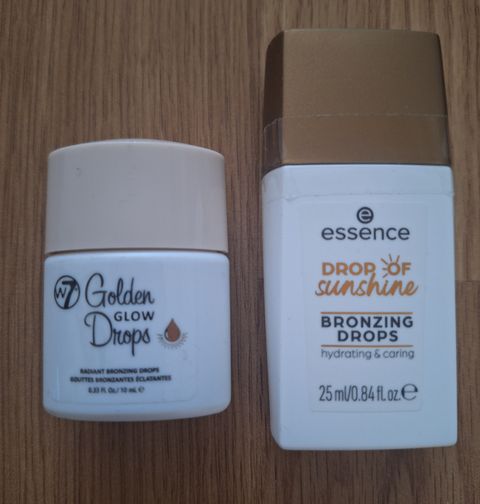 W7
Golden
GLOW
Drops
RADIANT BRONZING DROPS
GOUTTES BRONZANTES ÉCLATANTES
0.33 fl. Oz./ 10 mL ℮
e
essence
DROP OF
sunshine
BRONZING
DROPS
hydrating & caring
25 ml/0.84 fl.oz.℮